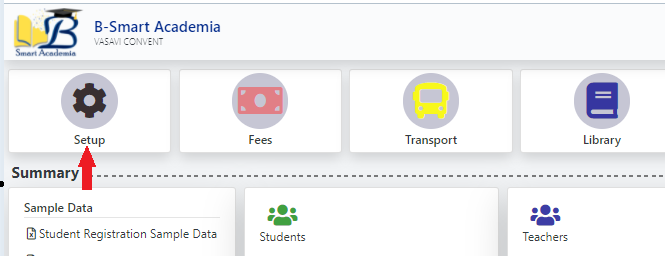 B
Smart Academia
B-Smart Academia
VASAVI CONVENT
Setup
Fees
Transport
Library
Summary
Sample Data
Student Registration Sample Data
Students
Teachers